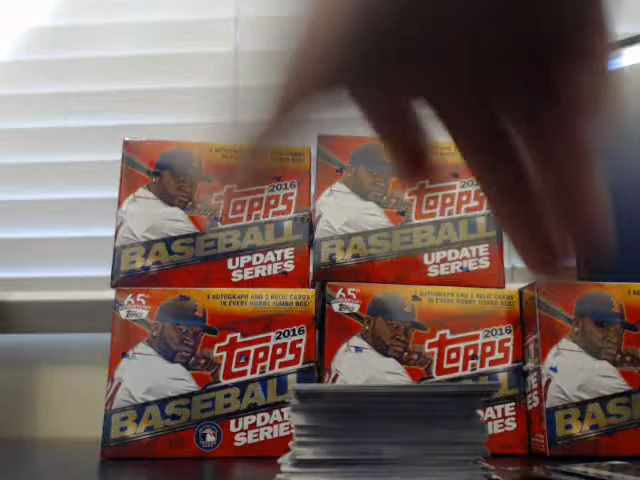 2016
Topps
BASEBALL
UPDATE
SERIES
Topps
BASEBALL
UPDATE
SERIES
65
Topps
1 AUTOGRAPH AND 2 RELIC CARDS
IN EVERY HOBBY JUMBO BOX!
2016
Topps
BASEBALL
UPDATE
SERIES
65
Topps
1 AUTOGRAPH AND 2 RELIC CARDS
IN EVERY HOBBY JUMBO BOX!
2016
Topps
BASEBALL